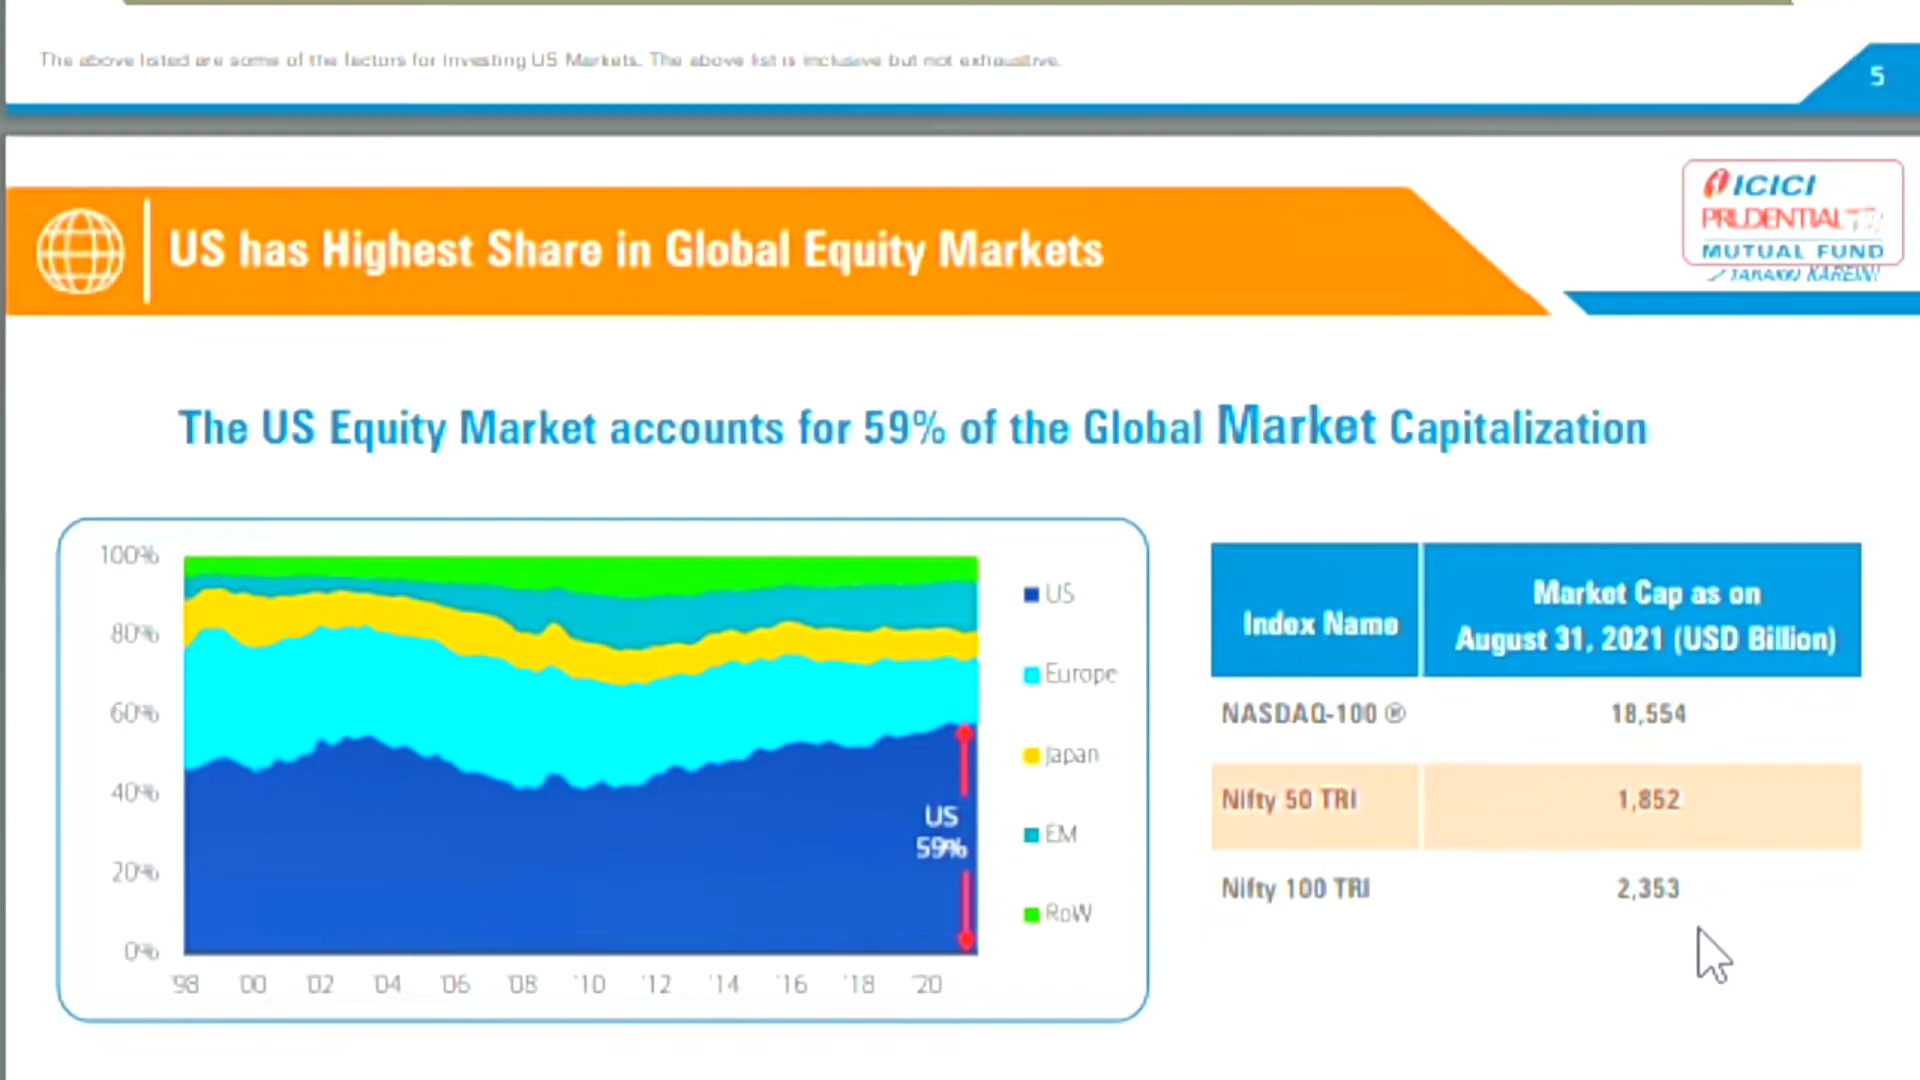 The above listed are some of the factors for investing US Markets. The above list is inclusive but not exhaustive.
5
ICICI
PRUDENTIAL
MUTUAL FUND
TARAKKI KAREIN!
US has Highest Share in Global Equity Markets
The US Equity Market accounts for 59% of the Global Market Capitalization
100%
80%
60%
40%
20%
0%
'98 '00 '02 '04 '06 '08 '10 '12 '14 '16 '18 '20
US
59%
US
Europe
Japan
EM
RoW
Index Name
Market Cap as on
August 31, 2021 (USD Billion)
NASDAQ-100 ® 18,554
Nifty 50 TRI 1,852
Nifty 100 TRI 2,353